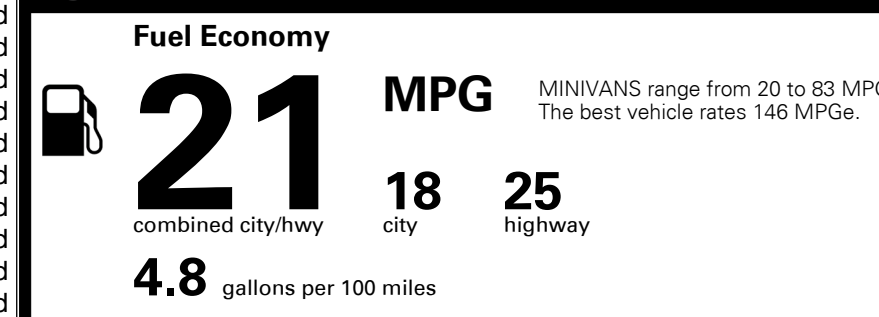 Fuel Economy
21
MPG
MINIVANS range from 20 to 83 MPG
The best vehicle rates 146 MPGe.
18 25
combined city/hwy city highway
4.8 gallons per 100 miles